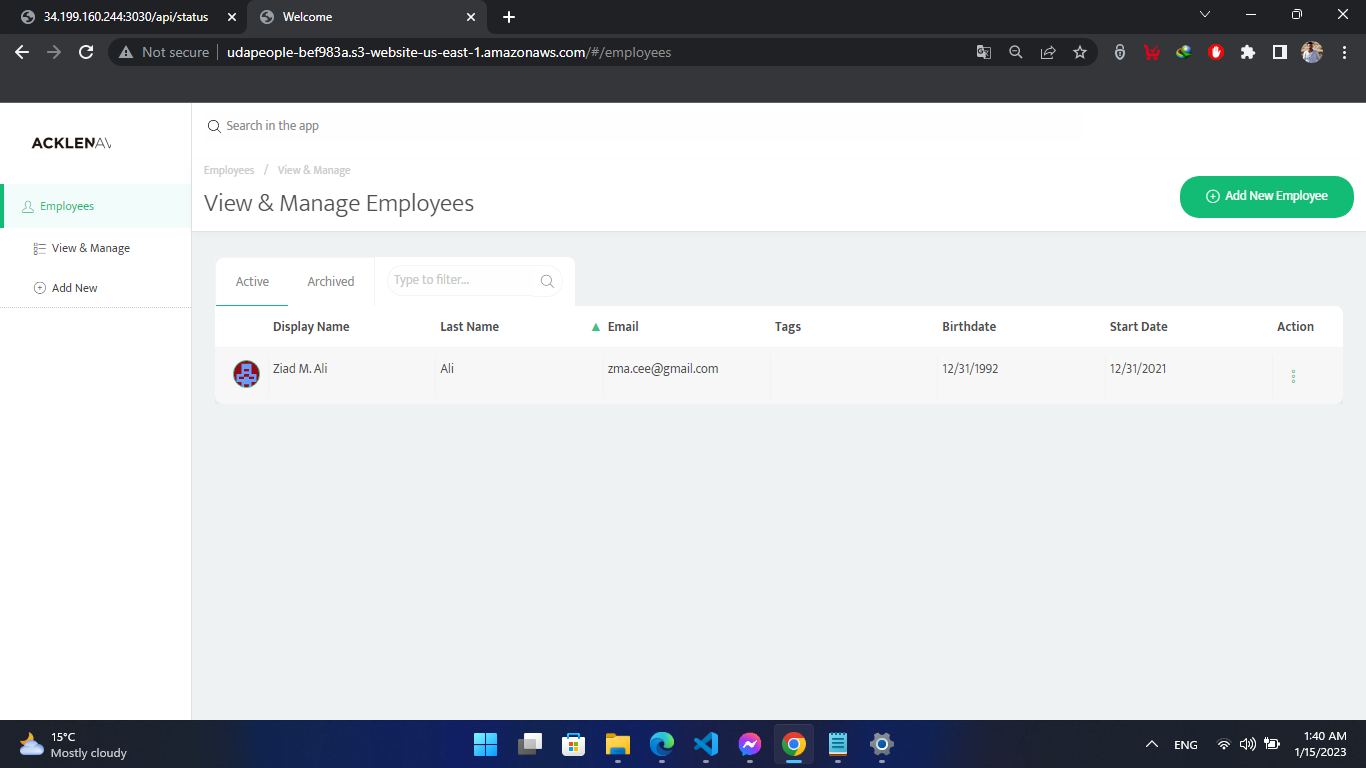 34.199.160.244:3030/api/status
Welcome
Not secure
udapeople-bef983a.s3-website-us-east-1.amazonaws.com/#/employees
ACKLENAV
Search in the app
Employees / View & Manage
View & Manage Employees
Add New Employee
Employees
View & Manage
Add New
Active
Archived
Type to filter...
Display Name
Last Name
Email
Tags
Birthdate
Start Date
Action
Ziad M. Ali
Ali
zma.cee@gmail.com
12/31/1992
12/31/2021
15°C
Mostly cloudy
ENG
1:40 AM
1/15/2023